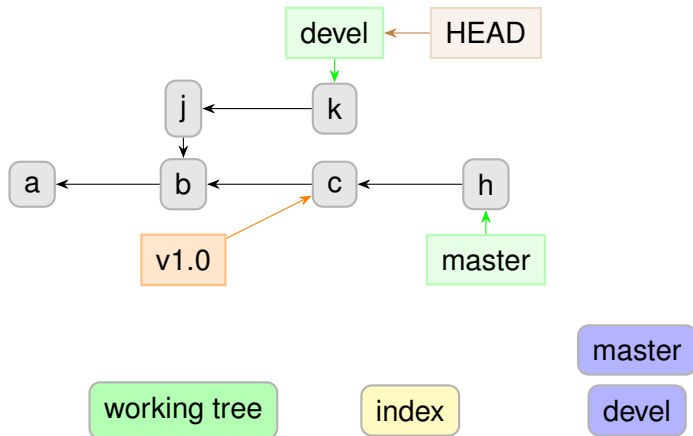 devel HEAD
j k
a b c h
v1.0 master
master
working tree index devel